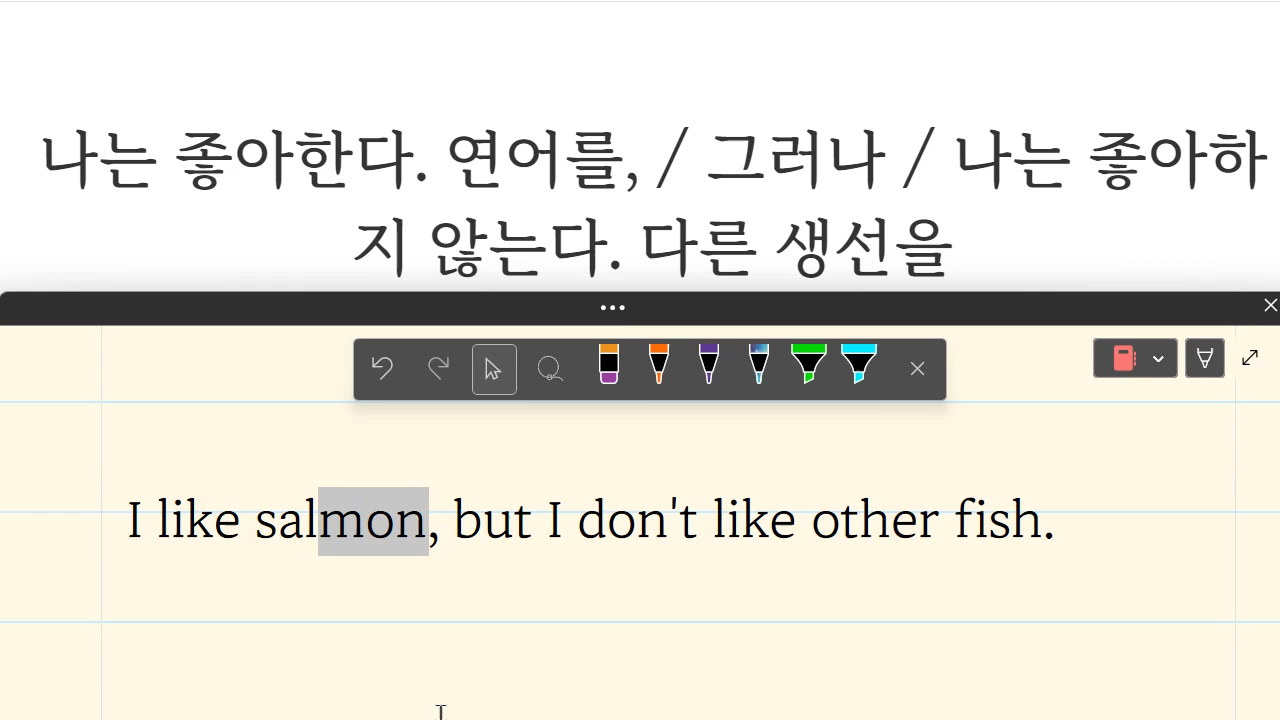 나는 좋아한다. 연어를, / 그러나 / 나는 좋아하
지 않는다. 다른 생선을
I like salmon, but I don't like other fish.